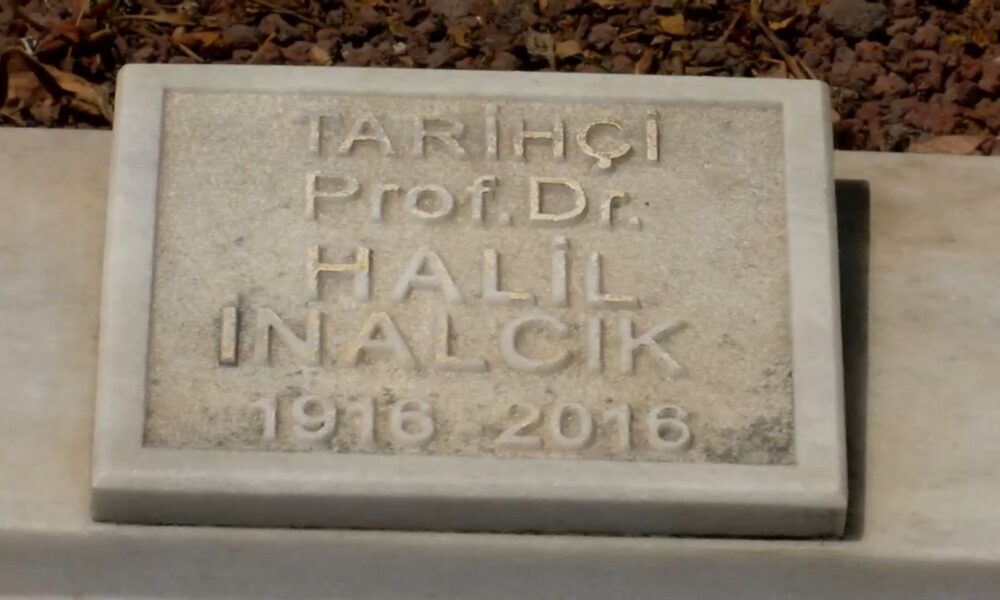 TARİHÇİ
Prof. Dr.
HALİL
İNALCIK
1916 - 2016